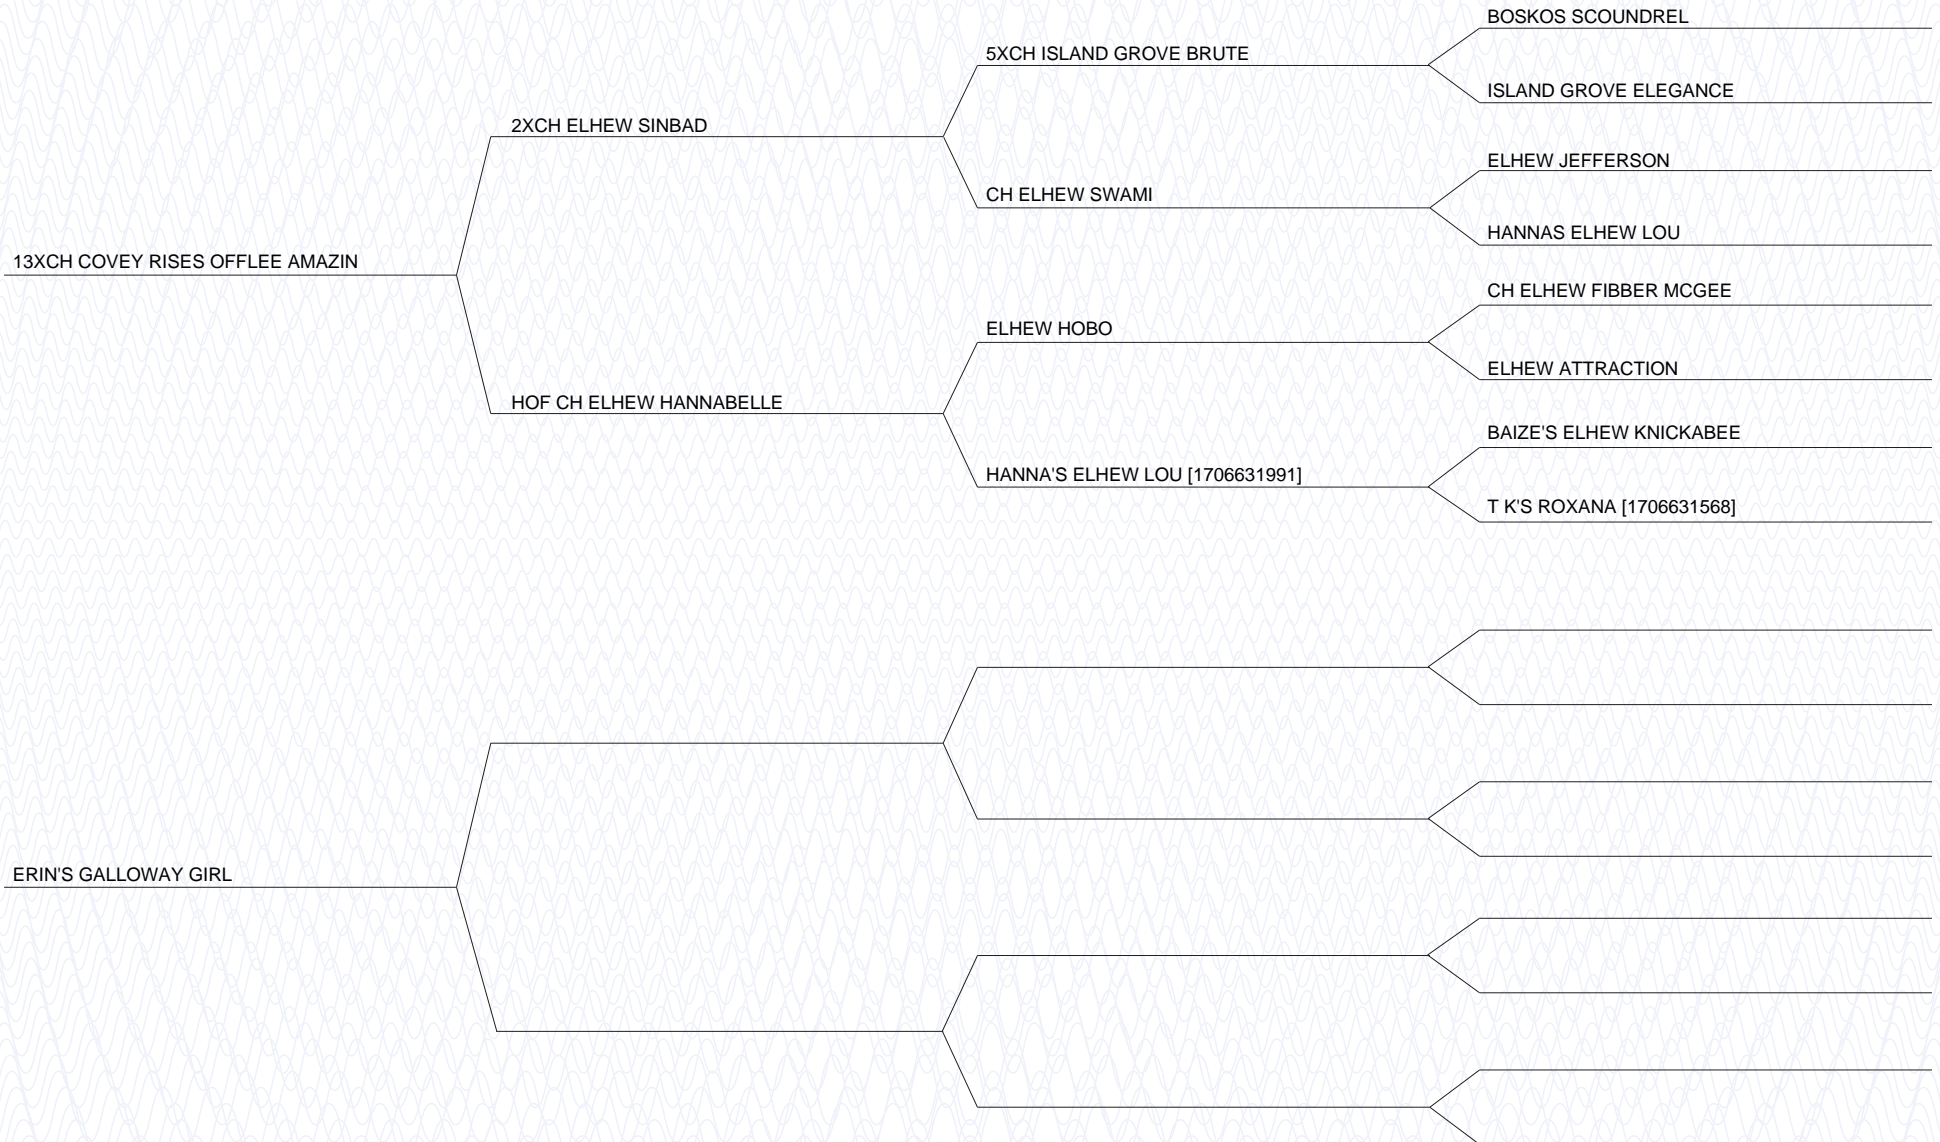 BOSKOS SCOUNDREL
5XCH ISLAND GROVE BRUTE
ISLAND GROVE ELEGANCE
2XCH ELHEW SINBAD
ELHEW JEFFERSON
CH ELHEW SWAMI
HANNAS ELHEW LOU
13XCH COVEY RISES OFFLEE AMAZIN
CH ELHEW FIBBER MCGEE
ELHEW HOBO
ELHEW ATTRACTION
HOF CH ELHEW HANNABELLE
BAIZE'S ELHEW KNICKABEE
HANNA'S ELHEW LOU [1706631991]
T K'S ROXANA [1706631568]
ERIN'S GALLOWAY GIRL